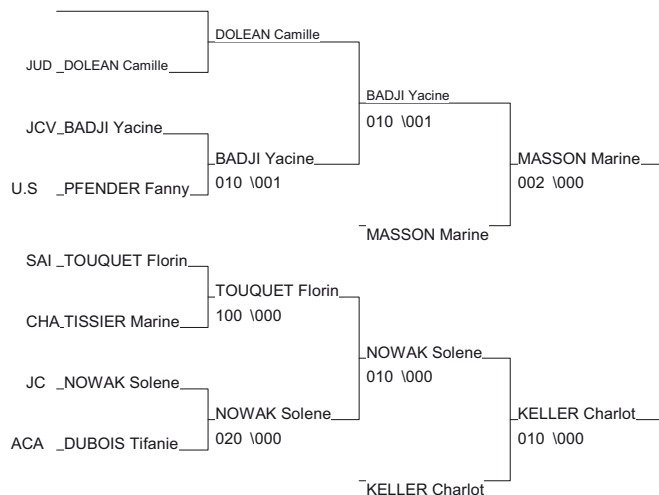 DOLEAN Camille
JUD DOLEAN Camille
BADJI Yacine
010 \001
JCV BADJI Yacine
BADJI Yacine
010 \001
MASSON Marine
002 \000
U.S PFENDER Fanny
MASSON Marine
SAI TOUQUET Florin
TOUQUET Florin
100 \000
CHA TISSIER Marine
NOWAK Solene
010 \000
JC NOWAK Solene
NOWAK Solene
020 \000
KELLER Charlot
010 \000
ACA DUBOIS Tifanie
KELLER Charlot